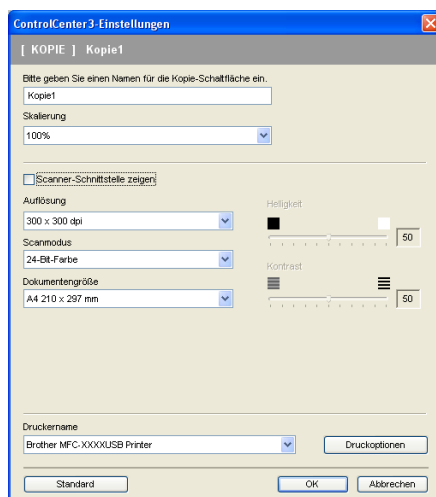 ControlCenter3-Einstellungen
[ KOPIE ] Kopie1
Bitte geben Sie einen Namen für die Kopie-Schaltfläche ein.
Kopie1
Skalierung
100%
Scanner-Schnittstelle zeigen
Auflösung
300 x 300 dpi
Helligkeit
50
Scanmodus
24-Bit-Farbe
Kontrast
50
Dokumentengröße
A4 210 x 297 mm
Druckername
Brother MFC-XXXXUSB Printer
Druckoptionen
Standard
OK
Abbrechen